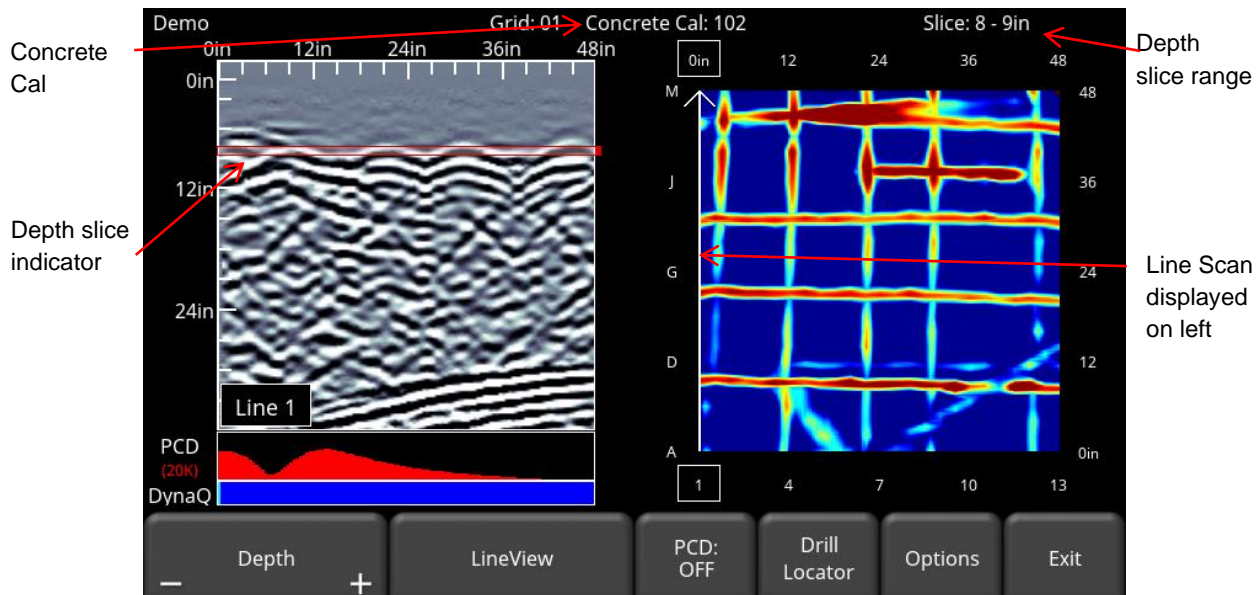 Demo Grid: 01 Concrete Cal: 102 Slice: 8 - 9in
Concrete
Cal
Depth
slice range
0in 12in 24in 36in 48in
0in
12in
24in
Depth slice
indicator
Line 1
PCD
(20K)
DynaQ
0in 12 24 36 48
M 48
J 36
G 24
D 12
A 0in
1 4 7 10 13
Line Scan
displayed
on left
Depth
− +
LineView
PCD:
OFF
Drill
Locator
Options
Exit